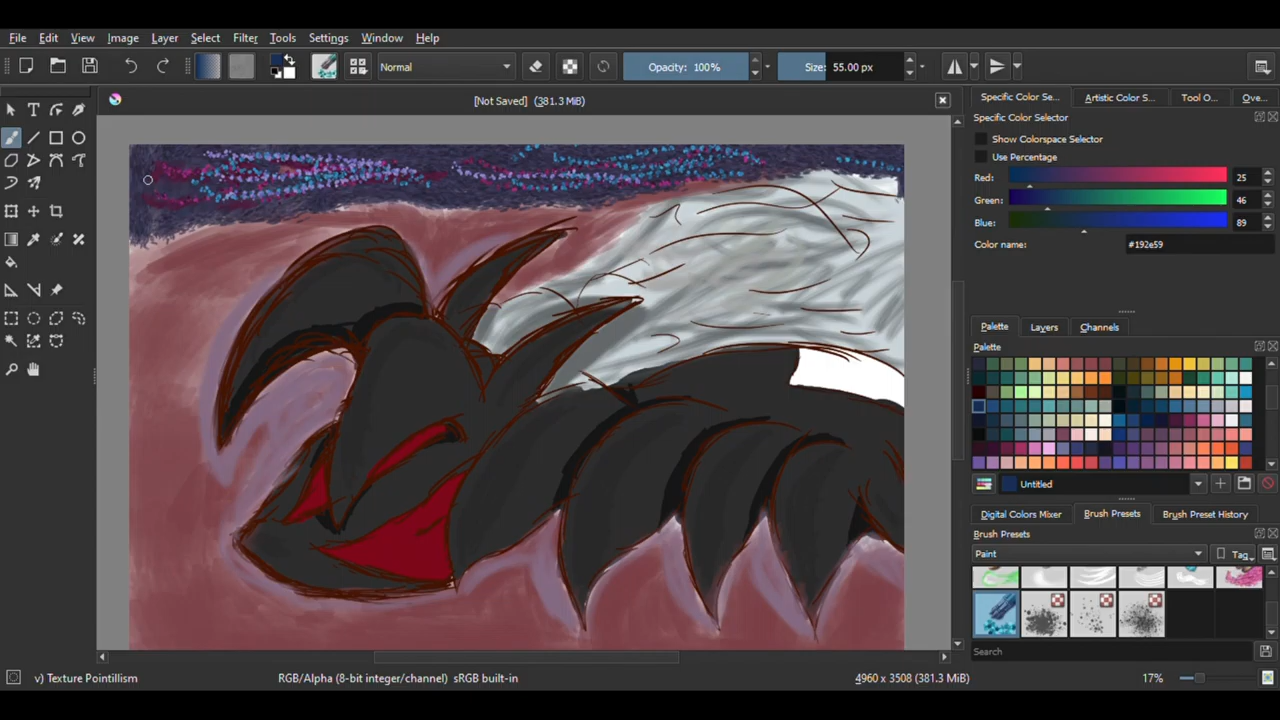 File Edit View Image Layer Select Filter Tools Settings Window Help
Normal Opacity: 100% Size: 55.00 px
[Not Saved] (381.3 MiB)
Specific Color Se... Artistic Color S... Tool O... Ove...
Specific Color Selector
Show Colorspace Selector
Use Percentage
Red: 25
Green: 46
Blue: 89
Color name: #192e59
Palette Layers Channels
Palette
Untitled
Digital Colors Mixer Brush Presets Brush Preset History
Brush Presets
Paint Tag
Search
v) Texture Pointillism RGB/Alpha (8-bit integer/channel) sRGB built-in 4960 x 3508 (381.3 MiB) 17%